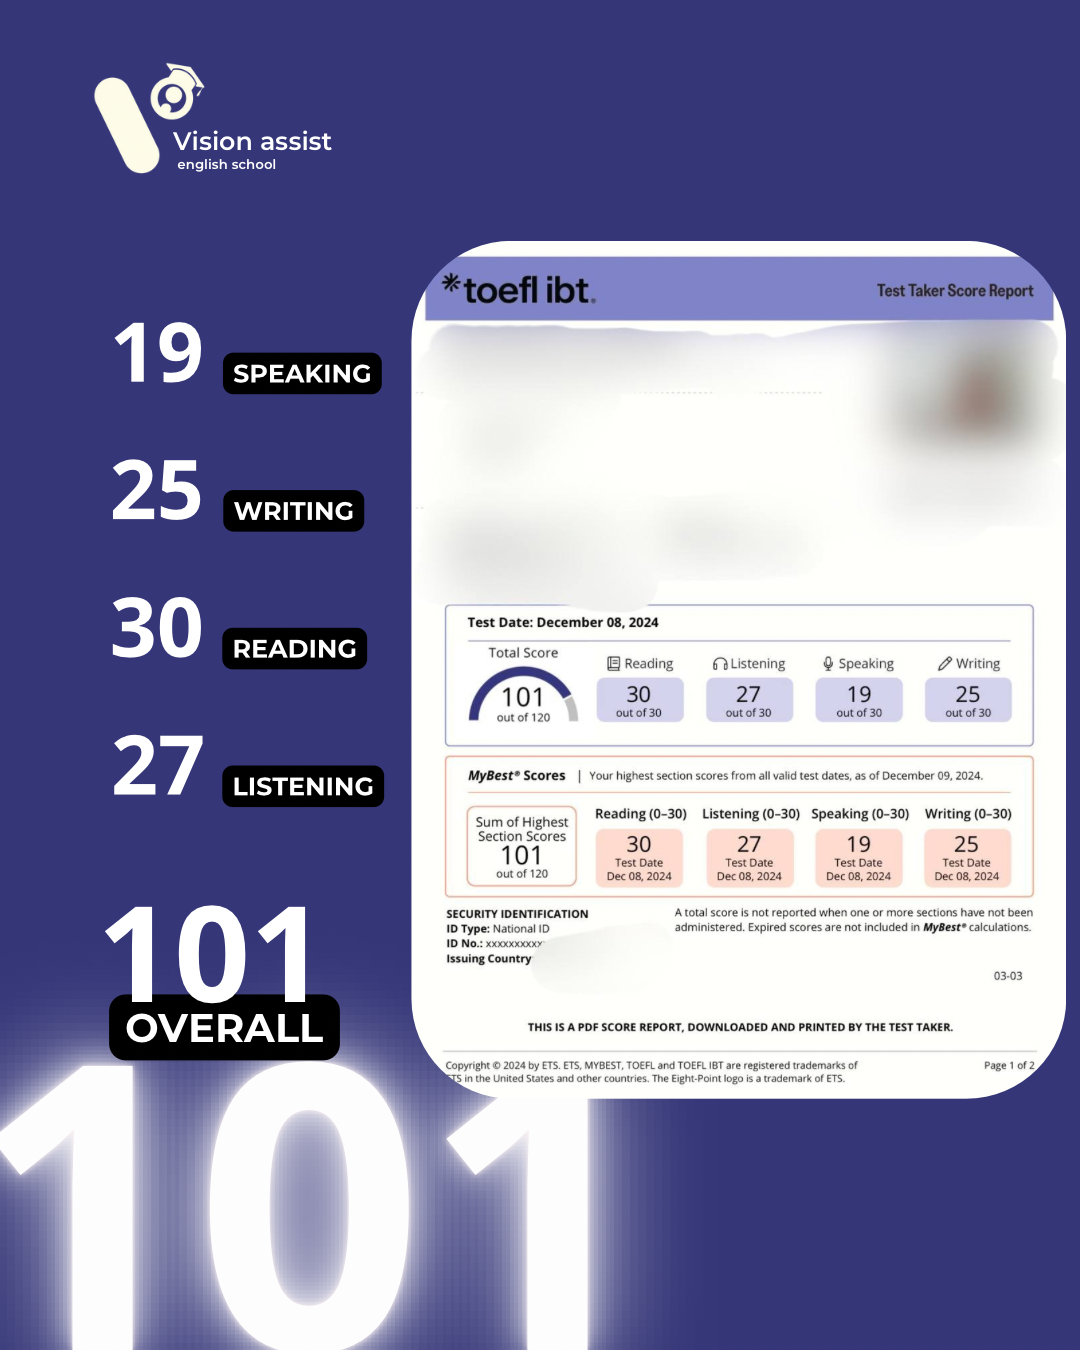 Vision assist
english school
19 SPEAKING
25 WRITING
30 READING
27 LISTENING
101
OVERALL
101
*toefl ibt.
Test Taker Score Report
Test Date: December 08, 2024
Total Score
101
out of 120
Reading
30
out of 30
Listening
27
out of 30
Speaking
19
out of 30
Writing
25
out of 30
MyBest® Scores | Your highest section scores from all valid test dates, as of December 09, 2024.
Sum of Highest
Section Scores
101
out of 120
Reading (0–30)
30
Test Date
Dec 08, 2024
Listening (0–30)
27
Test Date
Dec 08, 2024
Speaking (0–30)
19
Test Date
Dec 08, 2024
Writing (0–30)
25
Test Date
Dec 08, 2024
SECURITY IDENTIFICATION
ID Type: National ID
ID No.: xxxxxxxxxx
Issuing Country
A total score is not reported when one or more sections have not been
administered. Expired scores are not included in MyBest® calculations.
03-03
THIS IS A PDF SCORE REPORT, DOWNLOADED AND PRINTED BY THE TEST TAKER.
Copyright © 2024 by ETS. ETS, MYBEST, TOEFL and TOEFL IBT are registered trademarks of
ETS in the United States and other countries. The Eight-Point logo is a trademark of ETS.
Page 1 of 2